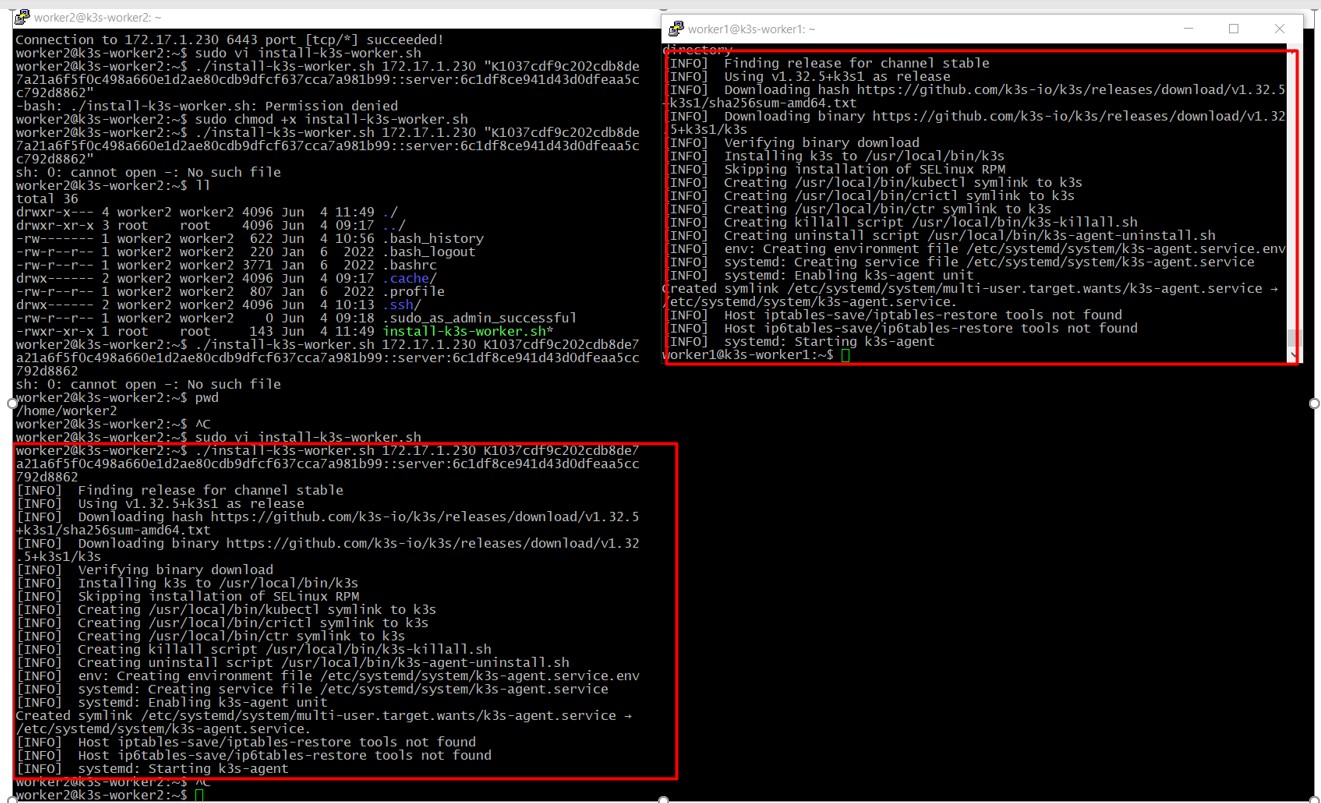 worker2@k3s-worker2: ~
Connection to 172.17.1.230 6443 port [tcp/*] succeeded!
worker2@k3s-worker2:~$ sudo vi install-k3s-worker.sh
worker2@k3s-worker2:~$ ./install-k3s-worker.sh 172.17.1.230 "K1037cdf9c202cdb8de
7a21a6f5f0c498a660e1d2ae80cdb9dfcf637cca7a981b99::server:6c1df8ce941d43d0dfeaa5c
c792d8862"
-bash: ./install-k3s-worker.sh: Permission denied
worker2@k3s-worker2:~$ sudo chmod +x install-k3s-worker.sh
worker2@k3s-worker2:~$ ./install-k3s-worker.sh 172.17.1.230 "K1037cdf9c202cdb8de
7a21a6f5f0c498a660e1d2ae80cdb9dfcf637cca7a981b99::server:6c1df8ce941d43d0dfeaa5c
c792d8862"
sh: 0: cannot open -: No such file
worker2@k3s-worker2:~$ ll
total 36
drwxr-x--- 4 worker2 worker2 4096 Jun  4 11:49 ./
drwxr-xr-x 3 root    root    4096 Jun  4 09:17 ../
-rw------- 1 worker2 worker2  622 Jun  4 10:56 .bash_history
-rw-r--r-- 1 worker2 worker2  220 Jan  6  2022 .bash_logout
-rw-r--r-- 1 worker2 worker2 3771 Jan  6  2022 .bashrc
drwx------ 2 worker2 worker2 4096 Jun  4 09:17 .cache/
-rw-r--r-- 1 worker2 worker2  807 Jan  6  2022 .profile
drwx------ 2 worker2 worker2 4096 Jun  4 10:13 .ssh/
-rw-r--r-- 1 worker2 worker2    0 Jun  4 09:18 .sudo_as_admin_successful
-rwxr-xr-x 1 root    root     143 Jun  4 11:49 install-k3s-worker.sh*
worker2@k3s-worker2:~$ ./install-k3s-worker.sh 172.17.1.230 K1037cdf9c202cdb8de7
a21a6f5f0c498a660e1d2ae80cdb9dfcf637cca7a981b99::server:6c1df8ce941d43d0dfeaa5cc
792d8862
sh: 0: cannot open -: No such file
worker2@k3s-worker2:~$ pwd
/home/worker2
worker2@k3s-worker2:~$ ^C
worker2@k3s-worker2:~$ sudo vi install-k3s-worker.sh
worker2@k3s-worker2:~$ ./install-k3s-worker.sh 172.17.1.230 K1037cdf9c202cdb8de7
a21a6f5f0c498a660e1d2ae80cdb9dfcf637cca7a981b99::server:6c1df8ce941d43d0dfeaa5cc
792d8862
[INFO]  Finding release for channel stable
[INFO]  Using v1.32.5+k3s1 as release
[INFO]  Downloading hash https://github.com/k3s-io/k3s/releases/download/v1.32.5
+k3s1/sha256sum-amd64.txt
[INFO]  Downloading binary https://github.com/k3s-io/k3s/releases/download/v1.32
.5+k3s1/k3s
[INFO]  Verifying binary download
[INFO]  Installing k3s to /usr/local/bin/k3s
[INFO]  Skipping installation of SELinux RPM
[INFO]  Creating /usr/local/bin/kubectl symlink to k3s
[INFO]  Creating /usr/local/bin/crictl symlink to k3s
[INFO]  Creating /usr/local/bin/ctr symlink to k3s
[INFO]  Creating killall script /usr/local/bin/k3s-killall.sh
[INFO]  Creating uninstall script /usr/local/bin/k3s-agent-uninstall.sh
[INFO]  env: Creating environment file /etc/systemd/system/k3s-agent.service.env
[INFO]  systemd: Creating service file /etc/systemd/system/k3s-agent.service
[INFO]  systemd: Enabling k3s-agent unit
Created symlink /etc/systemd/system/multi-user.target.wants/k3s-agent.service →
/etc/systemd/system/k3s-agent.service.
[INFO]  Host iptables-save/iptables-restore tools not found
[INFO]  Host ip6tables-save/ip6tables-restore tools not found
[INFO]  systemd: Starting k3s-agent
worker2@k3s-worker2:~$ ^C
worker2@k3s-worker2:~$
worker1@k3s-worker1: ~
directory
[INFO]  Finding release for channel stable
[INFO]  Using v1.32.5+k3s1 as release
[INFO]  Downloading hash https://github.com/k3s-io/k3s/releases/download/v1.32.5
+k3s1/sha256sum-amd64.txt
[INFO]  Downloading binary https://github.com/k3s-io/k3s/releases/download/v1.32
.5+k3s1/k3s
[INFO]  Verifying binary download
[INFO]  Installing k3s to /usr/local/bin/k3s
[INFO]  Skipping installation of SELinux RPM
[INFO]  Creating /usr/local/bin/kubectl symlink to k3s
[INFO]  Creating /usr/local/bin/crictl symlink to k3s
[INFO]  Creating /usr/local/bin/ctr symlink to k3s
[INFO]  Creating killall script /usr/local/bin/k3s-killall.sh
[INFO]  Creating uninstall script /usr/local/bin/k3s-agent-uninstall.sh
[INFO]  env: Creating environment file /etc/systemd/system/k3s-agent.service.env
[INFO]  systemd: Creating service file /etc/systemd/system/k3s-agent.service
[INFO]  systemd: Enabling k3s-agent unit
Created symlink /etc/systemd/system/multi-user.target.wants/k3s-agent.service →
/etc/systemd/system/k3s-agent.service.
[INFO]  Host iptables-save/iptables-restore tools not found
[INFO]  Host ip6tables-save/ip6tables-restore tools not found
[INFO]  systemd: Starting k3s-agent
worker1@k3s-worker1:~$